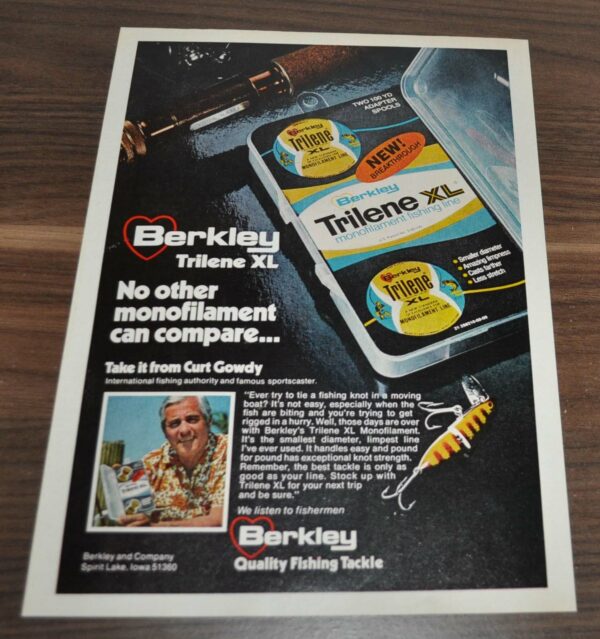 TWO 100 YD
ADAPTER
SPOOLS
Berkley
Trilene
XL
MONOFILAMENT LINE
NEW!
BREAKTHROUGH
Berkley
Trilene XL
monofilament fishing line
Smaller diameter
Amazing limpness
Casts farther
Less stretch
Berkley
Trilene
XL
MONOFILAMENT LINE
Berkley
Trilene XL
No other
monofilament
can compare...
Take it from Curt Gowdy
International fishing authority and famous sportscaster.
"Ever try to tie a fishing knot in a moving
boat? It's not easy, especially when the
fish are biting and you're trying to get
rigged in a hurry. Well, those days are over
with Berkley's Trilene XL Monofilament.
It's the smallest diameter, limpest line
I've ever used. It handles easy and pound
for pound has exceptional knot strength.
Remember, the best tackle is only as
good as your line. Stock up with
Trilene XL for your next trip
and be sure."
We listen to fishermen
Berkley
Quality Fishing Tackle
Berkley and Company
Spirit Lake, Iowa 51360